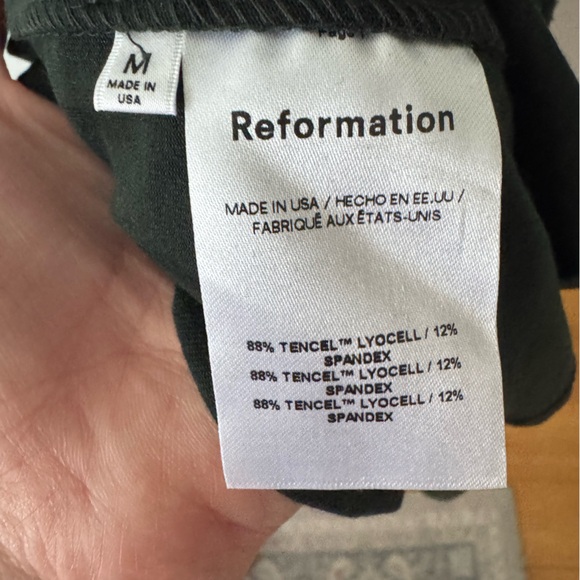 M
MADE IN
USA
Page
Reformation
MADE IN USA / HECHO EN EE.UU /
FABRIQUÉ AUX ÉTATS-UNIS
88% TENCEL™ LYOCELL / 12%
SPANDEX
88% TENCEL™ LYOCELL / 12%
SPANDEX
88% TENCEL™ LYOCELL / 12%
SPANDEX